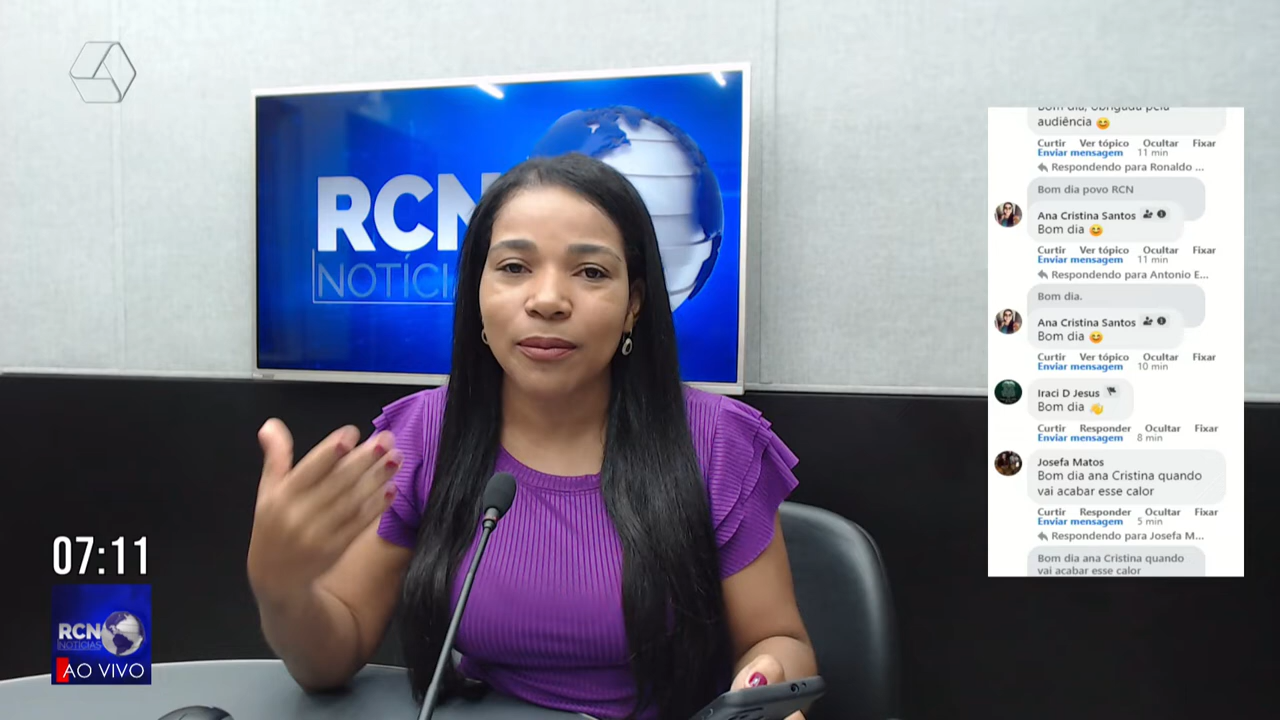 RCN
NOTÍCI
07:11
RCN
NOTÍCIAS
AO VIVO
Bom dia, obrigada pela
audiência 😊
Curtir Ver tópico Ocultar Fixar
Enviar mensagem 11 min
Respondendo para Ronaldo ...
Bom dia povo RCN
Ana Cristina Santos
Bom dia 😊
Curtir Ver tópico Ocultar Fixar
Enviar mensagem 11 min
Respondendo para Antonio E...
Bom dia.
Ana Cristina Santos
Bom dia 😊
Curtir Ver tópico Ocultar Fixar
Enviar mensagem 10 min
Iraci D Jesus
Bom dia 👋
Curtir Responder Ocultar Fixar
Enviar mensagem 8 min
Josefa Matos
Bom dia ana Cristina quando
vai acabar esse calor
Curtir Responder Ocultar Fixar
Enviar mensagem 5 min
Respondendo para Josefa M...
Bom dia ana Cristina quando
vai acabar esse calor